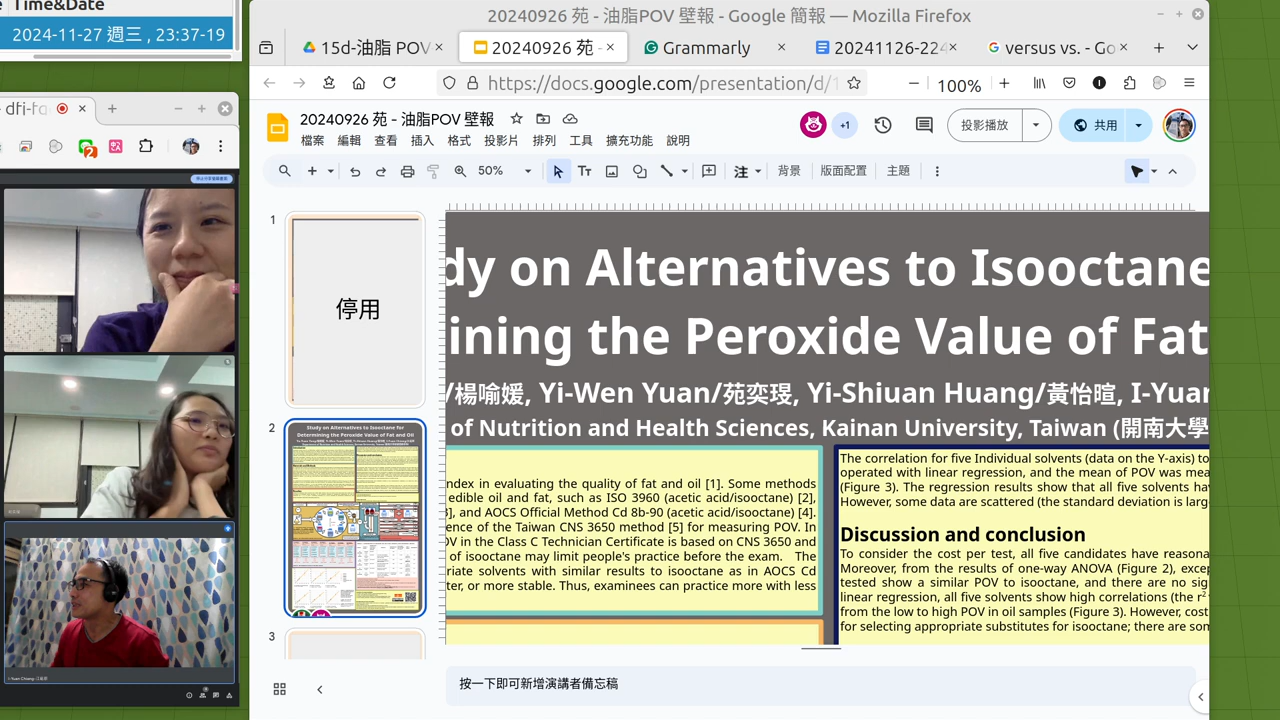 Time&Date
2024-11-27 週三 , 23:37-19
20240926 苑 - 油脂POV 壁報 - Google 簡報 — Mozilla Firefox
15d-油脂 POV
20240926 苑 -
Grammarly
20241126-224
versus vs. - Go
https://docs.google.com/presentation/d/1
100%
20240926 苑 - 油脂POV 壁報
檔案 編輯 查看 插入 格式 投影片 排列 工具 擴充功能 說明
+1
投影播放
共用
50%
背景 版面配置 主題
1
停用
2
Study on Alternatives to Isooctane for
Determining the Peroxide Value of Fat and Oil
3
dy on Alternatives to Isooctane
ining the Peroxide Value of Fat
/楊喻媛, Yi-Wen Yuan/苑奕瑅, Yi-Shiuan Huang/黃怡暄, I-Yuan
of Nutrition and Health Sciences, Kainan University, Taiwan (開南大學
ndex in evaluating the quality of fat and oil [1]. Some methods
edible oil and fat, such as ISO 3960 (acetic acid/isooctane) [2],
], and AOCS Official Method Cd 8b-90 (acetic acid/isooctane) [4].
ence of the Taiwan CNS 3650 method [5] for measuring POV. In
OV in the Class C Technician Certificate is based on CNS 3650
of isooctane may limit people's practice before the exam. The
riate solvents with similar results to isooctane as in AOCS Cd
ter, or more stable. Thus, examinees can practice more with less
The correlation for five Individual solvents (data on the Y-axis) to
operated with linear regression, and the mean of POV was mea
(Figure 3). The regression results show that all five solvents hav
However, some data are scattered (the standard deviation is larg
Discussion and conclusion
To consider the cost per test, all five candidates have reasona
Moreover, from the results of one-way ANOVA (Figure 2), excep
tested show a similar POV to isooctane, and there are no sig
linear regression, all five solvents show high correlations (the r2
from the low to high POV in oil samples (Figure 3). However, cost
for selecting appropriate substitutes for isooctane; there are som
按一下即可新增演講者備忘稿